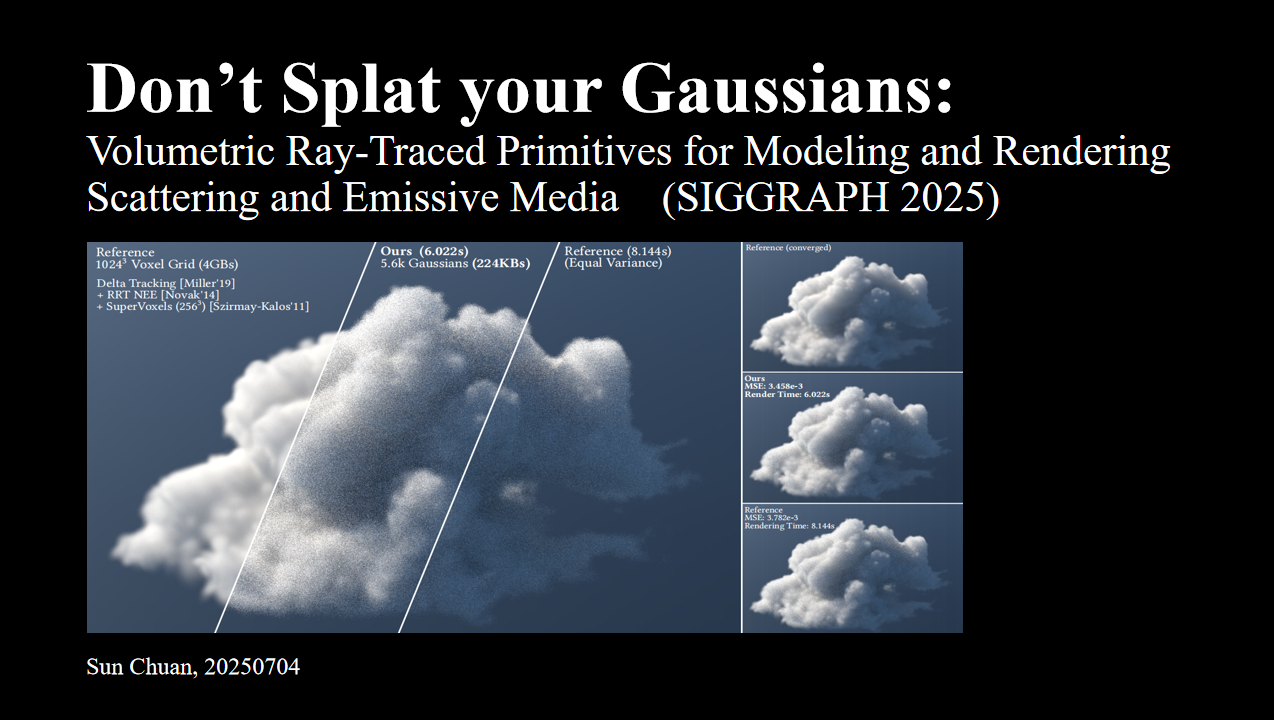 Don’t Splat your Gaussians:
Volumetric Ray-Traced Primitives for Modeling and Rendering
Scattering and Emissive Media (SIGGRAPH 2025)
Reference
1024³ Voxel Grid (4GBs)
Delta Tracking [Miller'19]
+ RRT NEE [Novak'14]
+ SuperVoxels (256³) [Szirmay-Kalos'11]
Ours (6.022s)
5.6k Gaussians (224KBs)
Reference (8.144s)
(Equal Variance)
Reference (converged)
Ours
MSE: 3.458e-3
Render Time: 6.022s
Reference
MSE: 3.782e-3
Rendering Time: 8.144s
Sun Chuan, 20250704